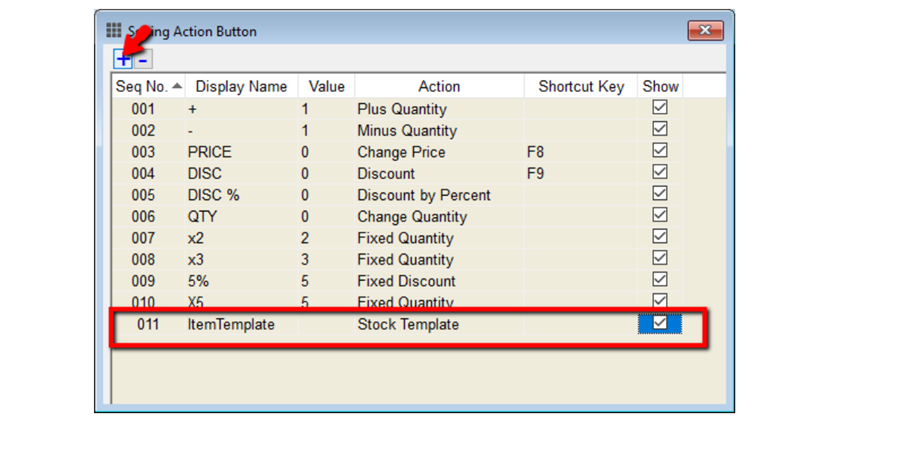 Setting Action Button
+ -
Seq No. Display Name Value Action Shortcut Key Show
001 + 1 Plus Quantity
002 - 1 Minus Quantity
003 PRICE 0 Change Price F8
004 DISC 0 Discount F9
005 DISC % 0 Discount by Percent
006 QTY 0 Change Quantity
007 x2 2 Fixed Quantity
008 x3 3 Fixed Quantity
009 5% 5 Fixed Discount
010 X5 5 Fixed Quantity
011 ItemTemplate Stock Template